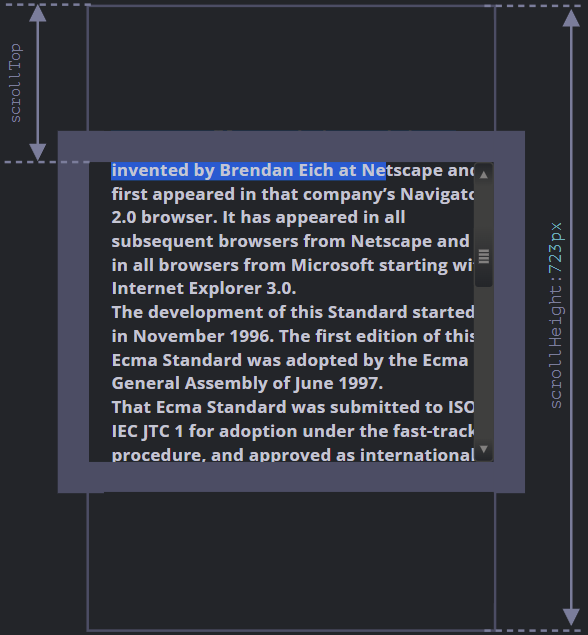 scrollTop
invented by Brendan Eich at Netscape and
first appeared in that company’s Navigato
2.0 browser. It has appeared in all
subsequent browsers from Netscape and
in all browsers from Microsoft starting wi
Internet Explorer 3.0.
The development of this Standard started
in November 1996. The first edition of this
Ecma Standard was adopted by the Ecma
General Assembly of June 1997.
That Ecma Standard was submitted to ISO
IEC JTC 1 for adoption under the fast-track
procedure, and approved as international
scrollHeight:723px